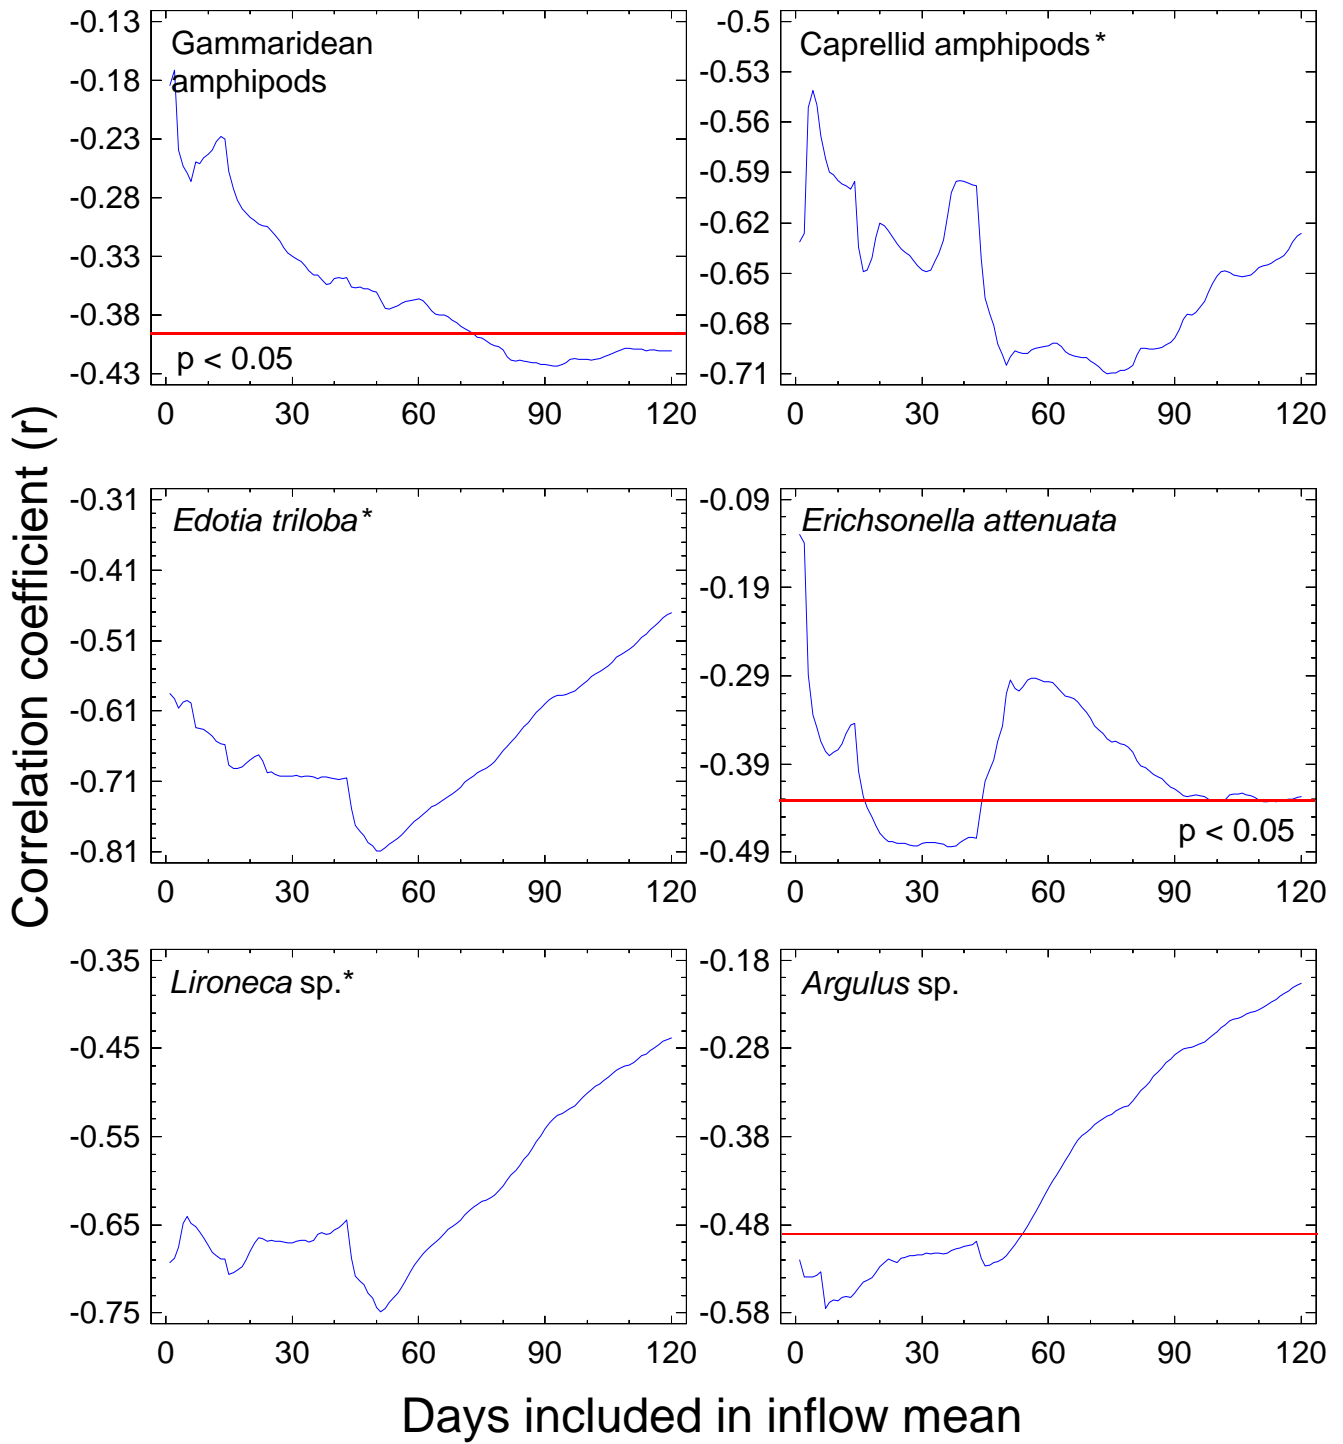 Correlation coefficient (r)
Gammaridean
amphipods
-0.13
-0.18
-0.23
-0.28
-0.33
-0.38
-0.43
p < 0.05
0 30 60 90 120
Caprellid amphipods*
-0.5
-0.53
-0.56
-0.59
-0.62
-0.65
-0.68
-0.71
0 30 60 90 120
Edotia triloba*
-0.31
-0.41
-0.51
-0.61
-0.71
-0.81
0 30 60 90 120
Erichsonella attenuata
-0.09
-0.19
-0.29
-0.39
-0.49
p < 0.05
0 30 60 90 120
Lironeca sp.*
-0.35
-0.45
-0.55
-0.65
-0.75
0 30 60 90 120
Argulus sp.
-0.18
-0.28
-0.38
-0.48
-0.58
0 30 60 90 120
Days included in inflow mean